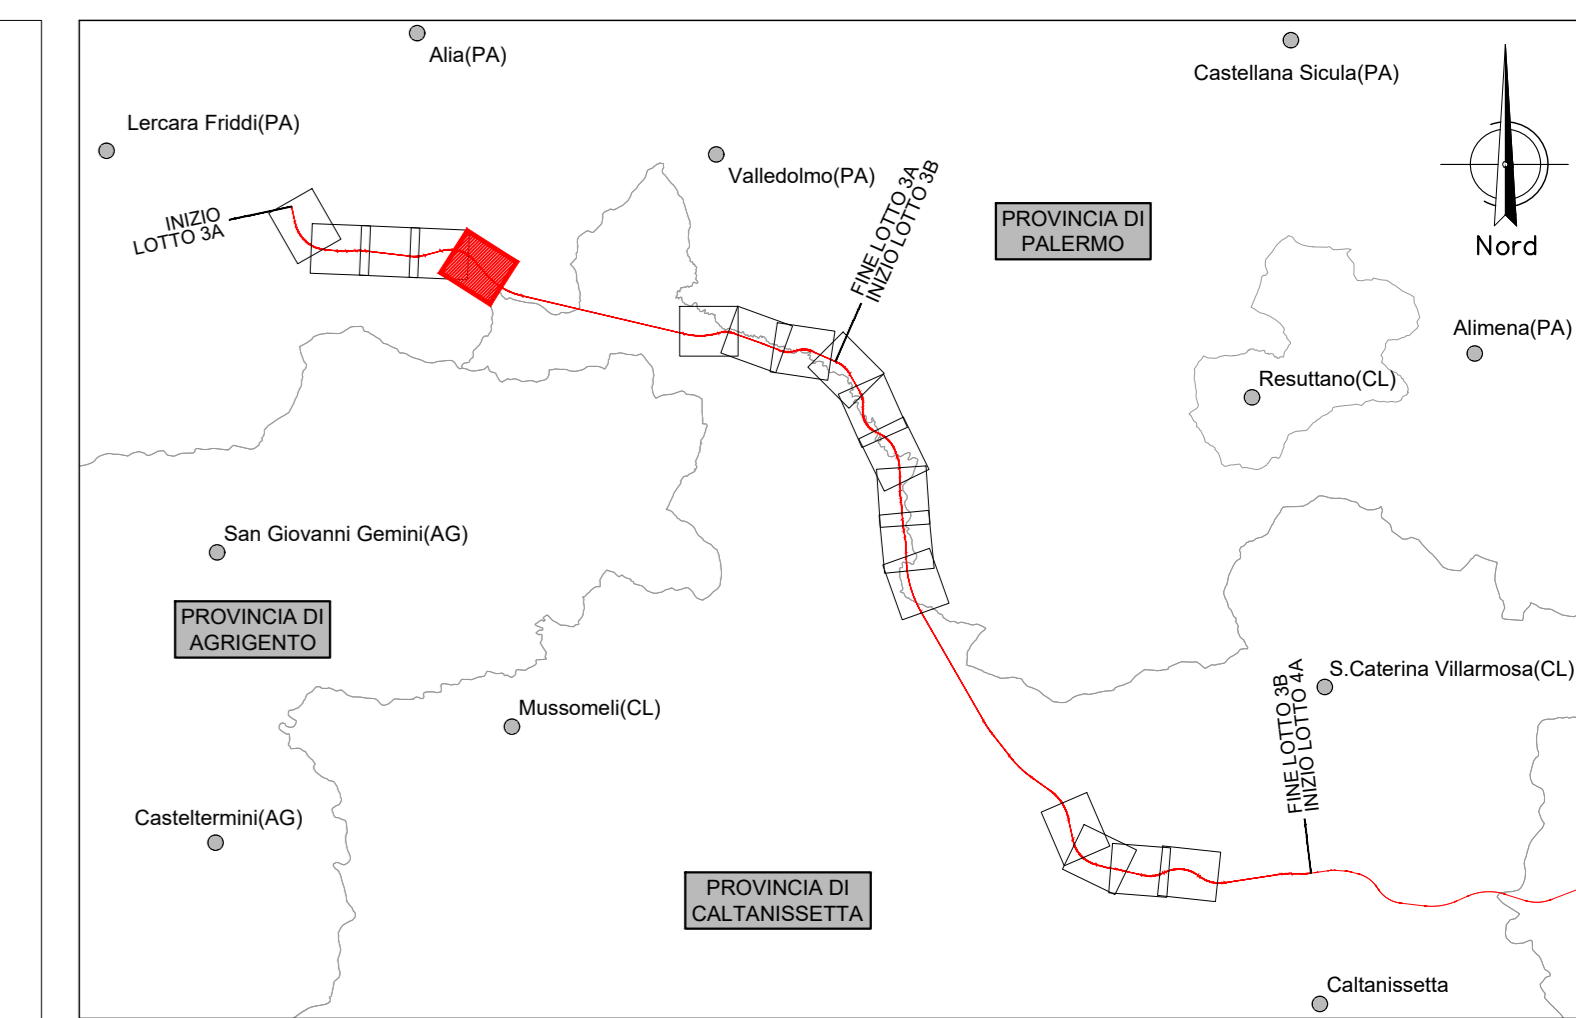 Alia(PA)
Castellana Sicula(PA)
Lercara Friddi(PA)
Valledolmo(PA)
INIZIO
LOTTO 3A
FINE LOTTO 3A
INIZIO LOTTO 3B
PROVINCIA DI
PALERMO
Nord
Alimena(PA)
Resuttano(CL)
San Giovanni Gemini(AG)
PROVINCIA DI
AGRIGENTO
S.Caterina Villarmosa(CL)
FINE LOTTO 3B
INIZIO LOTTO 4A
Mussomeli(CL)
Casteltermini(AG)
PROVINCIA DI
CALTANISSETTA
Caltanissetta